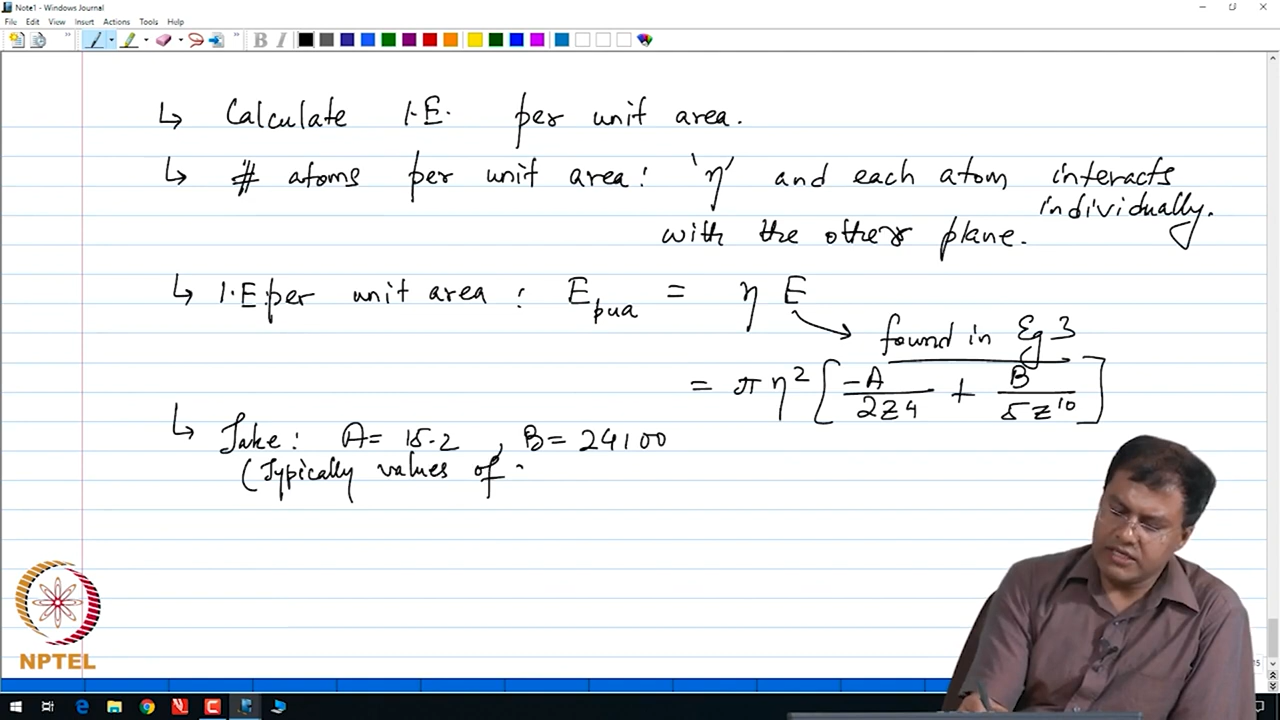 Note1 - Windows Journal
File Edit View Insert Actions Tools Help
B I
↳ Calculate I.E. per unit area.
↳ # atoms per unit area: 'η' and each atom interacts
individually.
with the other plane.
↳ I.E. per unit area: E_pua = η E
found in Eq 3
= π η² [ -A/2Z4 + B/5Z¹⁰ ]
↳ Take: A = 15.2 , B = 24100
(Typically values of
NPTEL